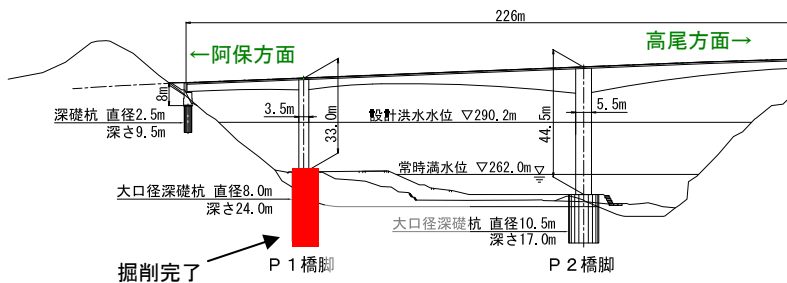 226m
←阿保方面
高尾方面→
8m
3.5m
33.0m
5.5m
44.5m
深礎杭 直径2.5m
深さ9.5m
設計洪水水位 ▽290.2m
常時満水位 ▽262.0m
大口径深礎杭 直径8.0m
深さ24.0m
大口径深礎杭 直径10.5m
深さ17.0m
掘削完了
P1橋脚
P2橋脚